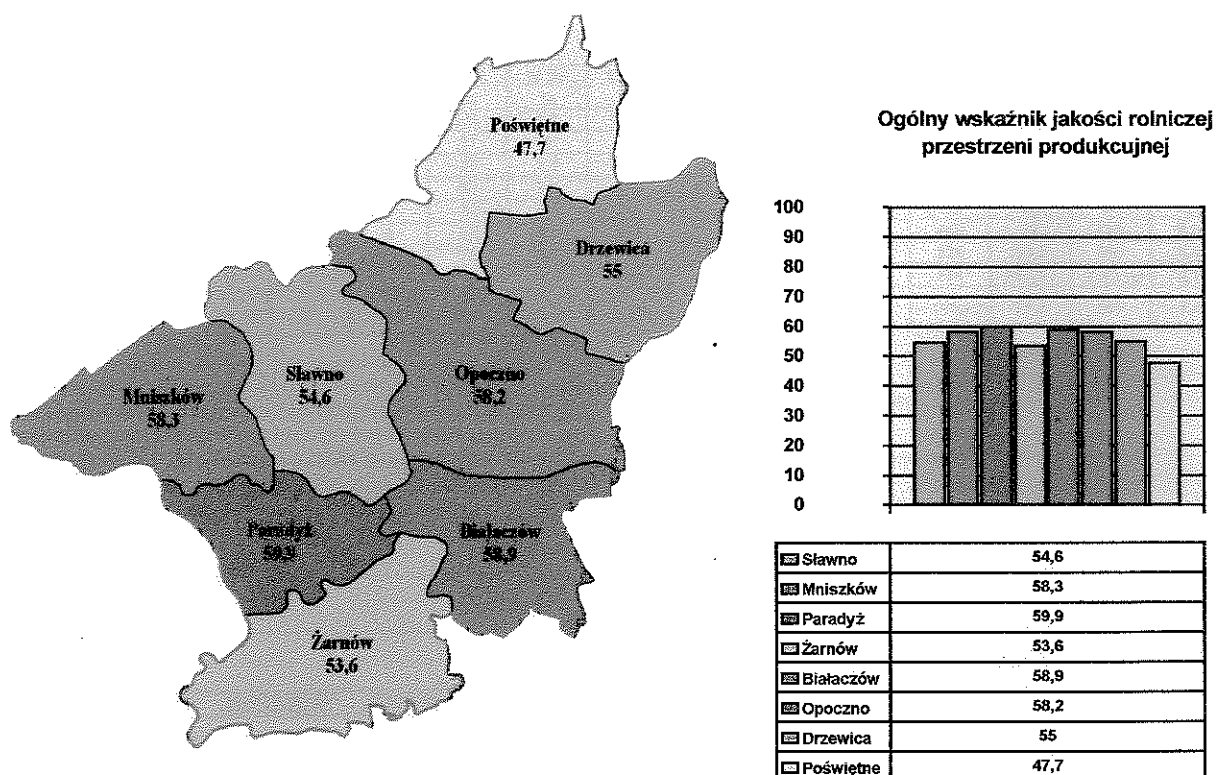 Poświętne
47,7
Drzewica
55
Sławno
54,6
Opoczno
58,2
Mniszków
58,3
Paradyż
59,9
Białaczów
58,9
Żarnów
53,6
Ogólny wskaźnik jakości rolniczej
przestrzeni produkcujnej
100
90
80
70
60
50
40
30
20
10
0
Sławno 54,6
Mniszków 58,3
Paradyż 59,9
Żarnów 53,6
Białaczów 58,9
Opoczno 58,2
Drzewica 55
Poświętne 47,7